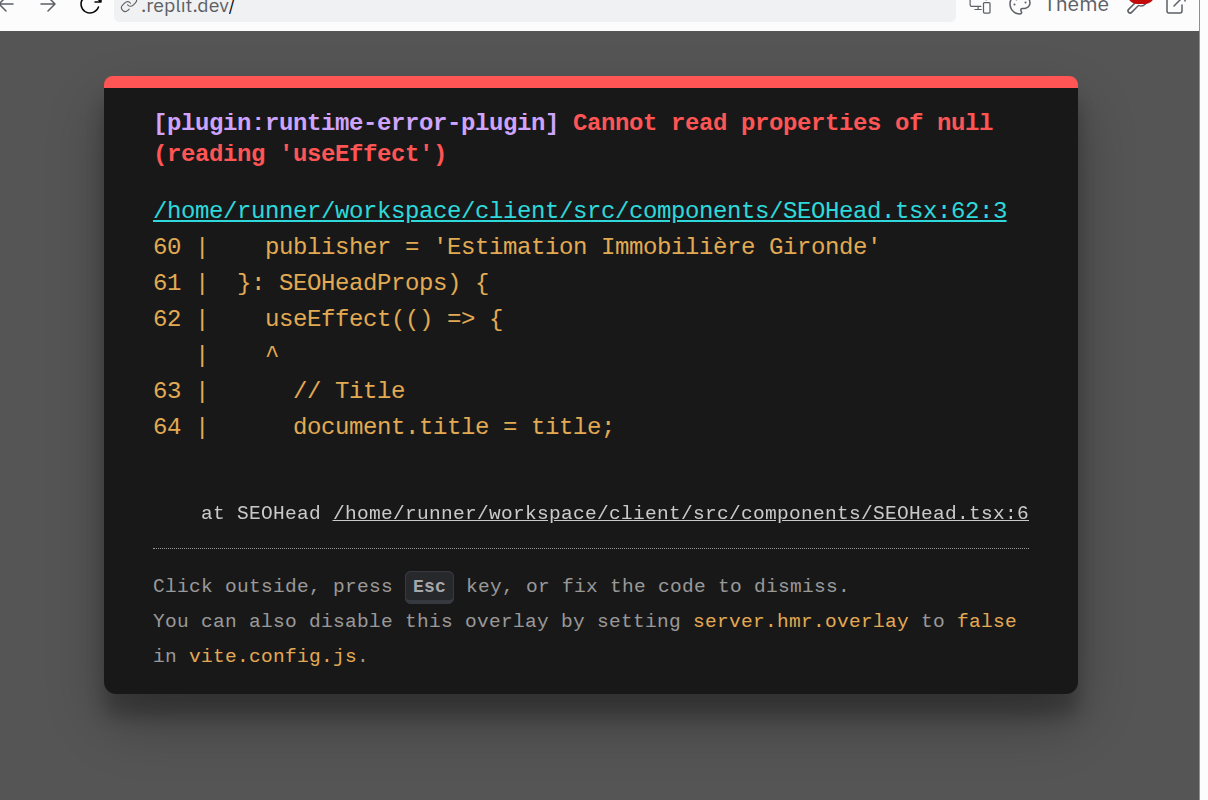 .replit.dev/
Theme
[plugin:runtime-error-plugin] Cannot read properties of null
(reading 'useEffect')
/home/runner/workspace/client/src/components/SEOHead.tsx:62:3
60 |    publisher = 'Estimation Immobilière Gironde'
61 |  }: SEOHeadProps) {
62 |    useEffect(() => {
   |    ^
63 |      // Title
64 |      document.title = title;
at SEOHead /home/runner/workspace/client/src/components/SEOHead.tsx:6
Click outside, press Esc key, or fix the code to dismiss.
You can also disable this overlay by setting server.hmr.overlay to false
in vite.config.js.